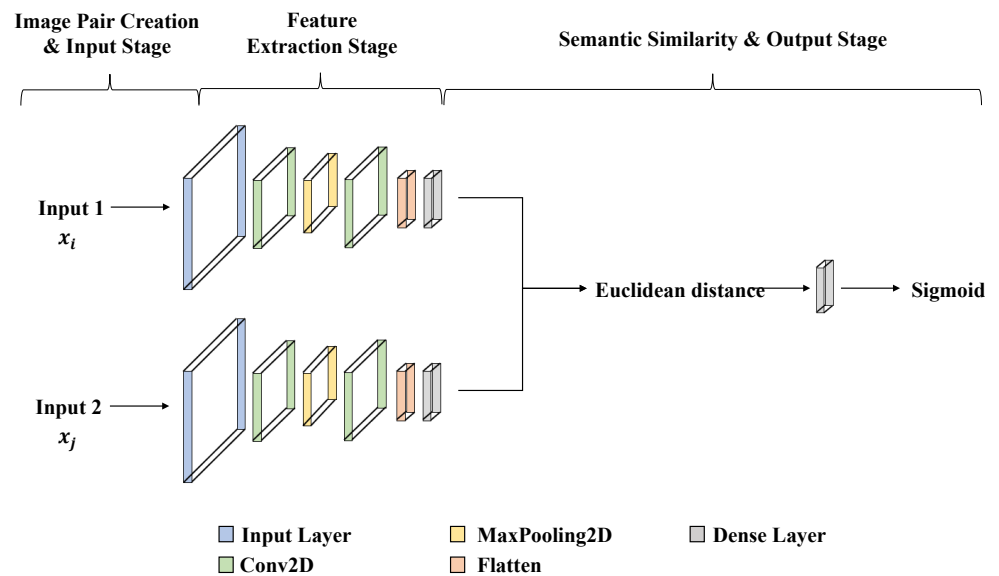 Image Pair Creation
& Input Stage
Feature
Extraction Stage
Semantic Similarity & Output Stage
Input 1
x_i
Euclidean distance
Sigmoid
Input 2
x_j
Input Layer
MaxPooling2D
Dense Layer
Conv2D
Flatten